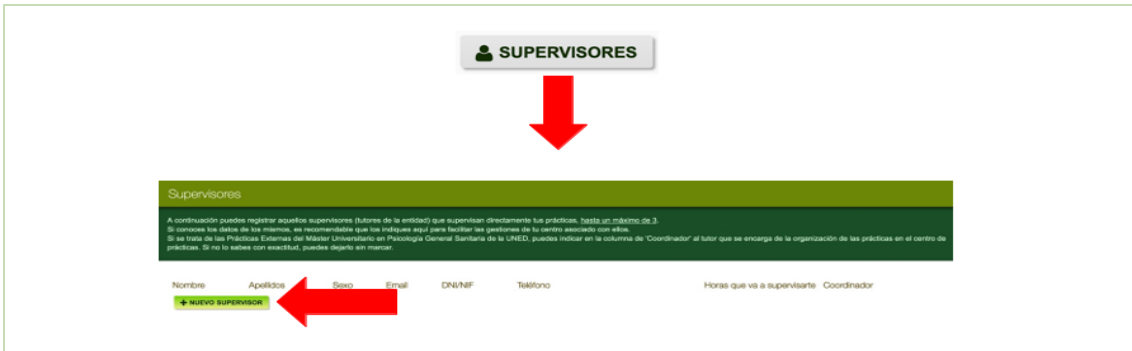 SUPERVISORES
Supervisores
A continuación puedes registrar aquellos supervisores (tutores de la entidad) que supervisan directamente tus prácticas, hasta un máximo de 3.
Si conoces los datos de los mismos, es recomendable que los indiques aquí para facilitar las gestiones de tu centro asociado con ellos.
Si se trata de las Prácticas Externas del Máster Universitario en Psicología General Sanitaria de la UNED, puedes indicar en la columna de 'Coordinador' al tutor que se encarga de la organización de las prácticas en el centro de
prácticas. Si no lo sabes con exactitud, puedes dejarlo sin marcar.
Nombre Apellidos Sexo Email DNI/NIF Teléfono Horas que va a supervisarte Coordinador
+ NUEVO SUPERVISOR